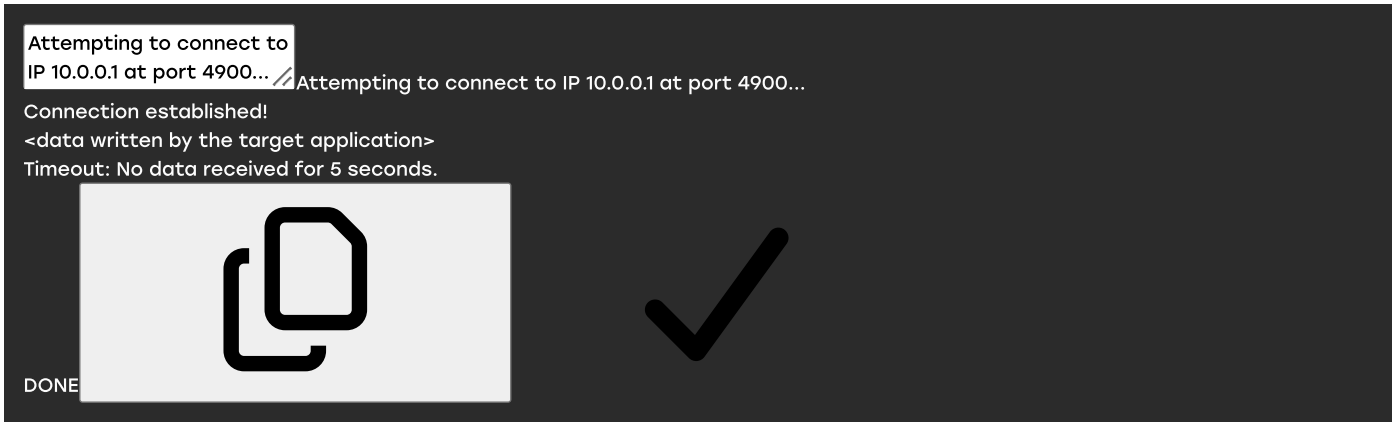 Attempting to connect to
IP 10.0.0.1 at port 4900...
Attempting to connect to IP 10.0.0.1 at port 4900...
Connection established!
<data written by the target application>
Timeout: No data received for 5 seconds.
DONE